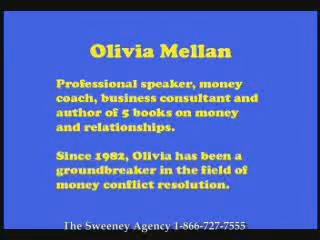 Olivia Mellan
Professional speaker, money
coach, business consultant and
author of 5 books on money
and relationships.
Since 1982, Olivia has been a
groundbreaker in the field of
money conflict resolution.
The Sweeney Agency 1-866-727-7555